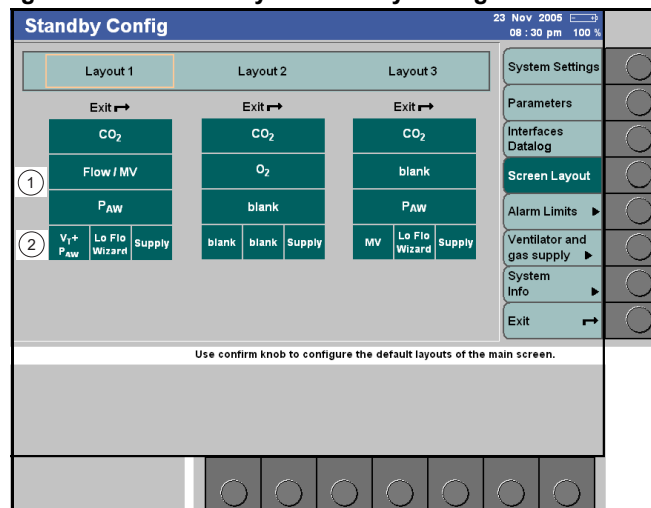 Standby Config
23 Nov 2005
08:30 pm 100 %
Layout 1 Layout 2 Layout 3
Exit Exit Exit
CO2 CO2 CO2
Flow / MV O2 blank
1
PAW blank PAW
2
VT+ PAW Lo Flo Wizard Supply blank blank Supply MV Lo Flo Wizard Supply
System Settings
Parameters
Interfaces
Datalog
Screen Layout
Alarm Limits
Ventilator and
gas supply
System
Info
Exit
Use confirm knob to configure the default layouts of the main screen.